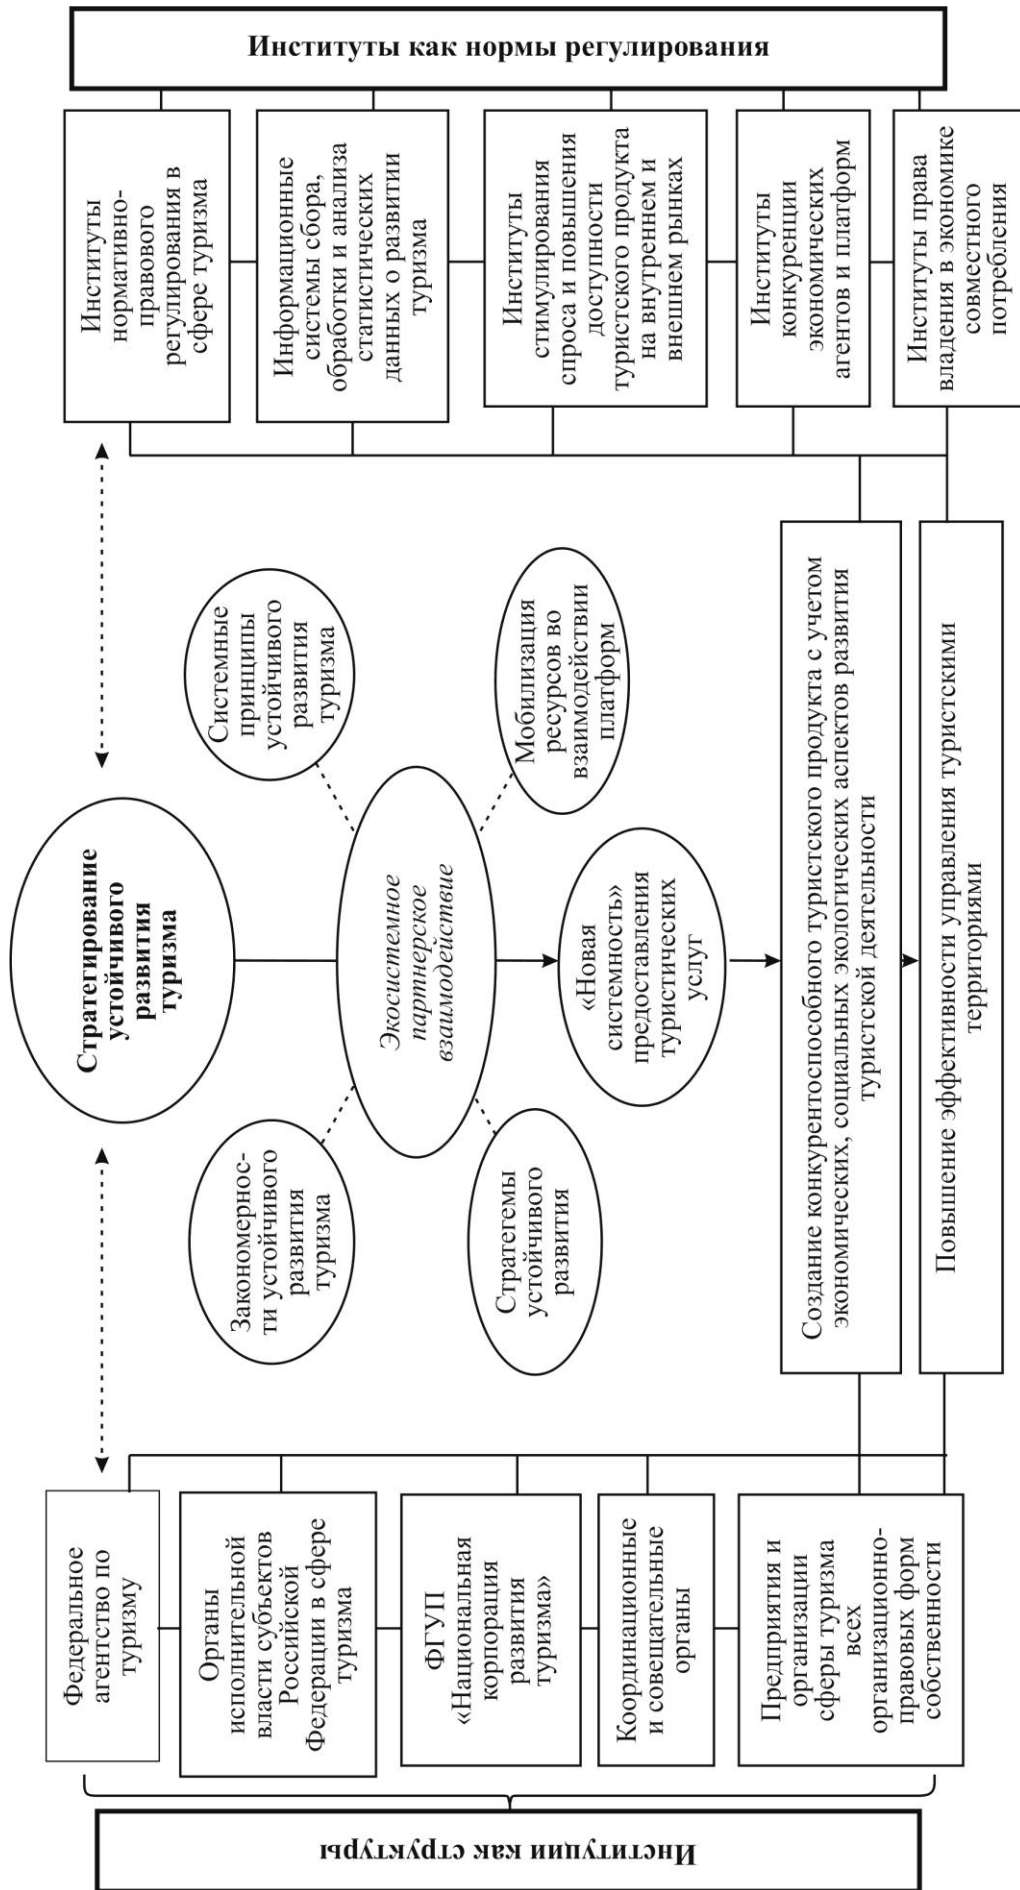 Институции как структуры
Федеральное
агентство по
туризму
Органы
исполнительной
власти субъектов
Российской
Федерации в сфере
туризма
ФГУП
«Национальная
корпорация
развития
туризма»
Координационные
и совещательные
органы
Предприятия и
организации
сферы туризма
всех
организационно-
правовых форм
собственности
Стратегирование
устойчивого
развития
туризма
Закономернос-
ти устойчивого
развития
туризма
Системные
принципы
устойчивого
развития
туризма
Экосистемное
партнерское
взаимодействие
Стратегемы
устойчивого
развития
Мобилизация
ресурсов во
взаимодействии
платформ
«Новая
системность»
предоставления
туристических
услуг
Создание конкурентоспособного туристского продукта с учетом
экономических, социальных экологических аспектов развития
туристской деятельности
Повышение эффективности управления туристскими
территориями
Институты
нормативно-
правового
регулирования в
сфере туризма
Информационные
системы сбора,
обработки и анализа
статистических
данных о развитии
туризма
Институты
стимулирования
спроса и повышения
доступности
туристского продукта
на внутреннем и
внешнем рынках
Институты
конкуренции
экономических
агентов и платформ
Институты права
владения в экономике
совместного
потребления
Институты как нормы регулирования